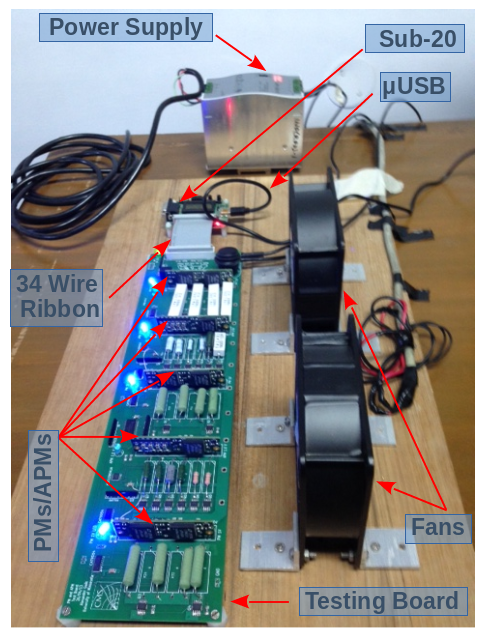 Power Supply
Sub-20
µUSB
34 Wire
Ribbon
PMs/APMs
Fans
Testing Board